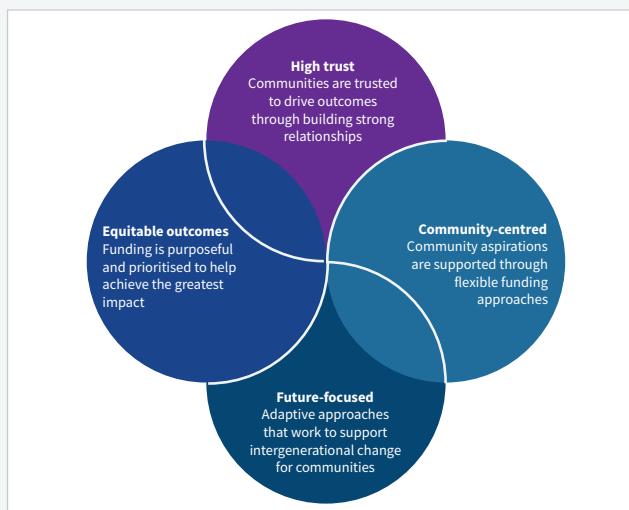 High trust
Communities are trusted
to drive outcomes
through building strong
relationships
Equitable outcomes
Funding is purposeful
and prioritised to help
achieve the greatest
impact
Community-centred
Community aspirations
are supported through
flexible funding
approaches
Future-focused
Adaptive approaches
that work to support
intergenerational change
for communities